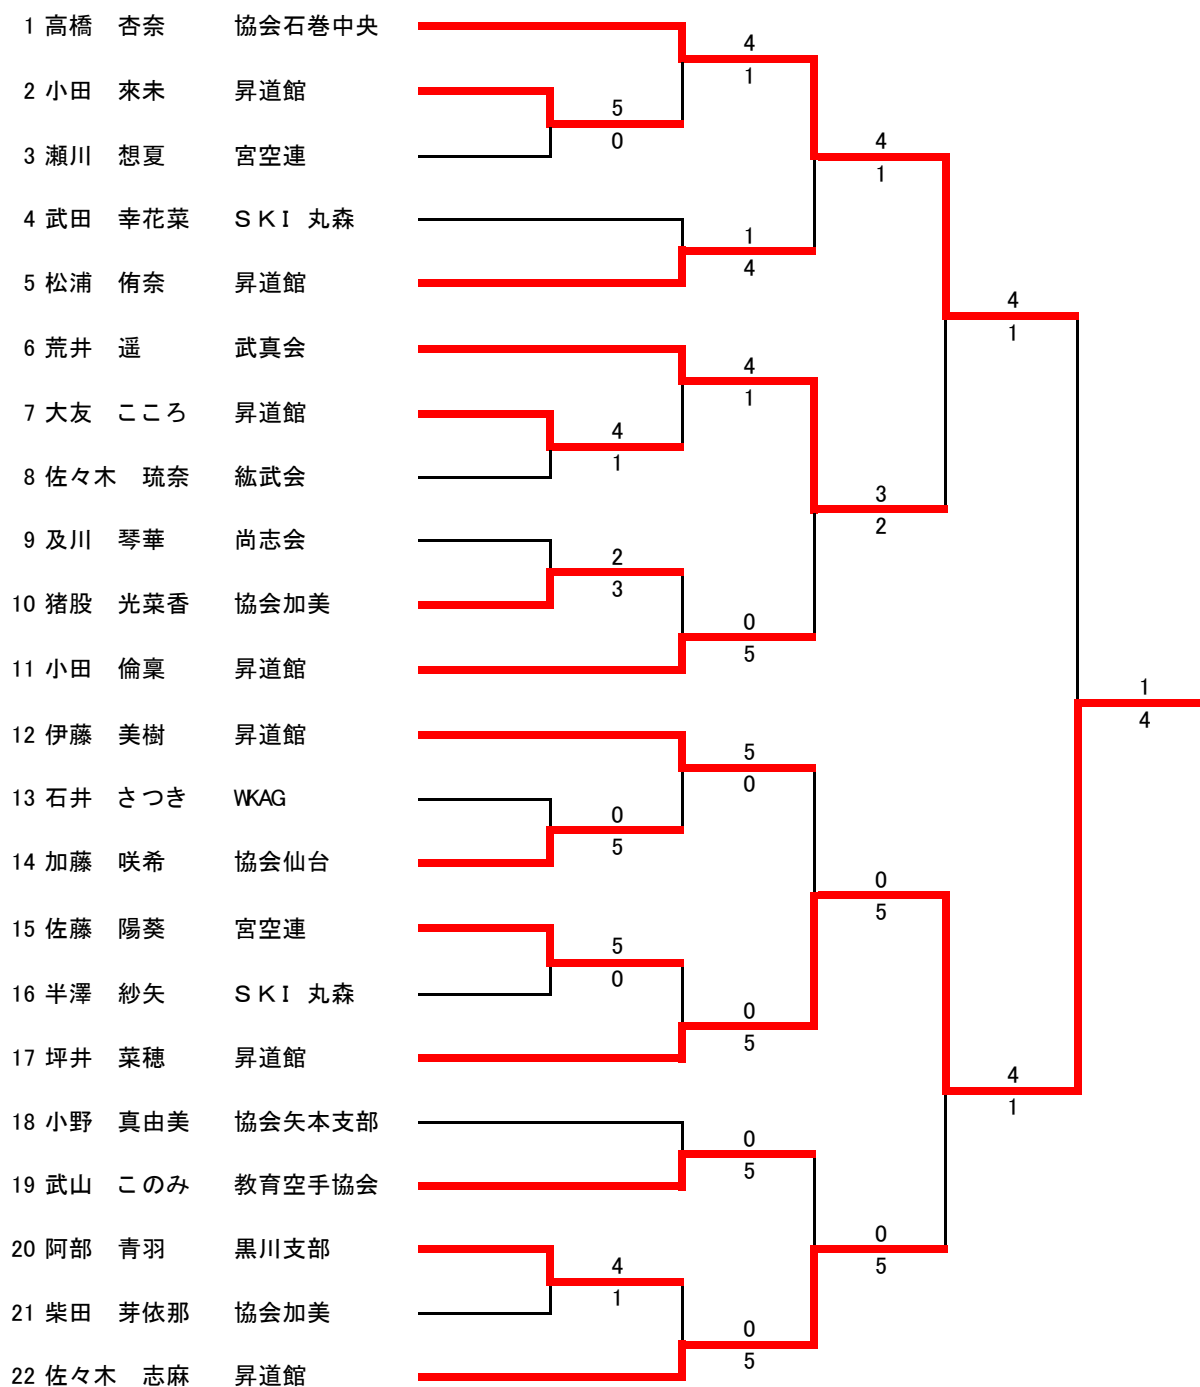 1 高橋　杏奈　協会石巻中央
4
1
2 小田　來未　昇道館
5
0
3 瀬川　想夏　宮空連
4
1
4 武田　幸花菜　ＳＫＩ 丸森
1
4
5 松浦　侑奈　昇道館
4
1
6 荒井　遥　武真会
4
1
7 大友　こころ　昇道館
4
1
8 佐々木　琉奈　紘武会
3
2
9 及川　琴華　尚志会
2
3
10 猪股　光菜香　協会加美
0
5
11 小田　倫稟　昇道館
1
4
12 伊藤　美樹　昇道館
5
0
13 石井　さつき　WKAG
0
5
14 加藤　咲希　協会仙台
0
5
15 佐藤　陽葵　宮空連
5
0
16 半澤　紗矢　ＳＫＩ 丸森
0
5
17 坪井　菜穂　昇道館
4
1
18 小野　真由美　協会矢本支部
0
5
19 武山　このみ　教育空手協会
0
5
20 阿部　青羽　黒川支部
4
1
21 柴田　芽依那　協会加美
0
5
22 佐々木　志麻　昇道館